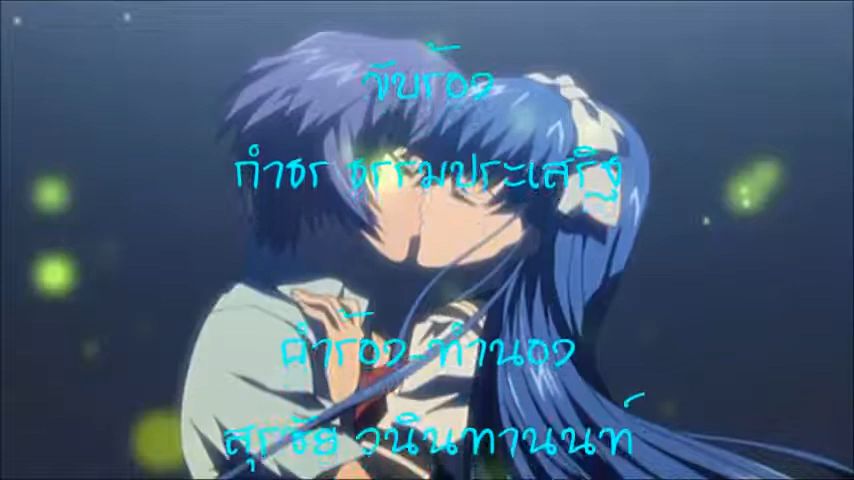 ขับร้อง
กำธร ธรรมประเสริฐ
คำร้อง-ทำนอง
สุรชัย วนินทานนท์